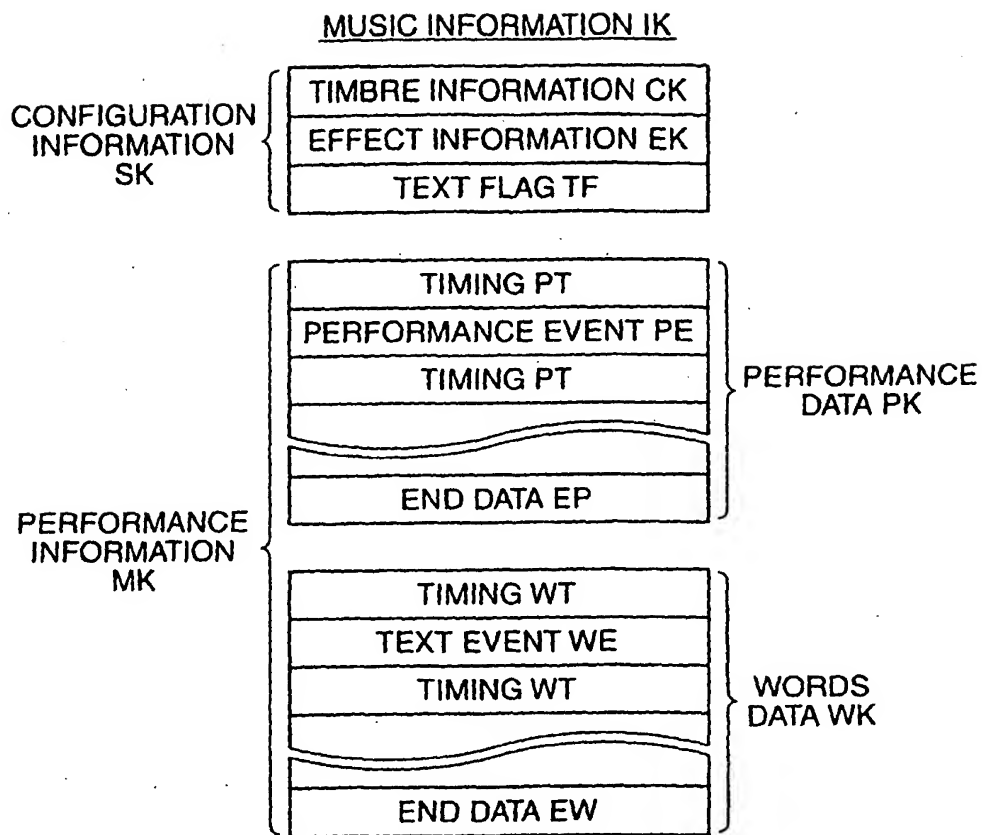 MUSIC INFORMATION IK
CONFIGURATION
INFORMATION
SK
TIMBRE INFORMATION CK
EFFECT INFORMATION EK
TEXT FLAG TF
PERFORMANCE
INFORMATION
MK
TIMING PT
PERFORMANCE EVENT PE
TIMING PT
END DATA EP
PERFORMANCE
DATA PK
TIMING WT
TEXT EVENT WE
TIMING WT
END DATA EW
WORDS
DATA WK